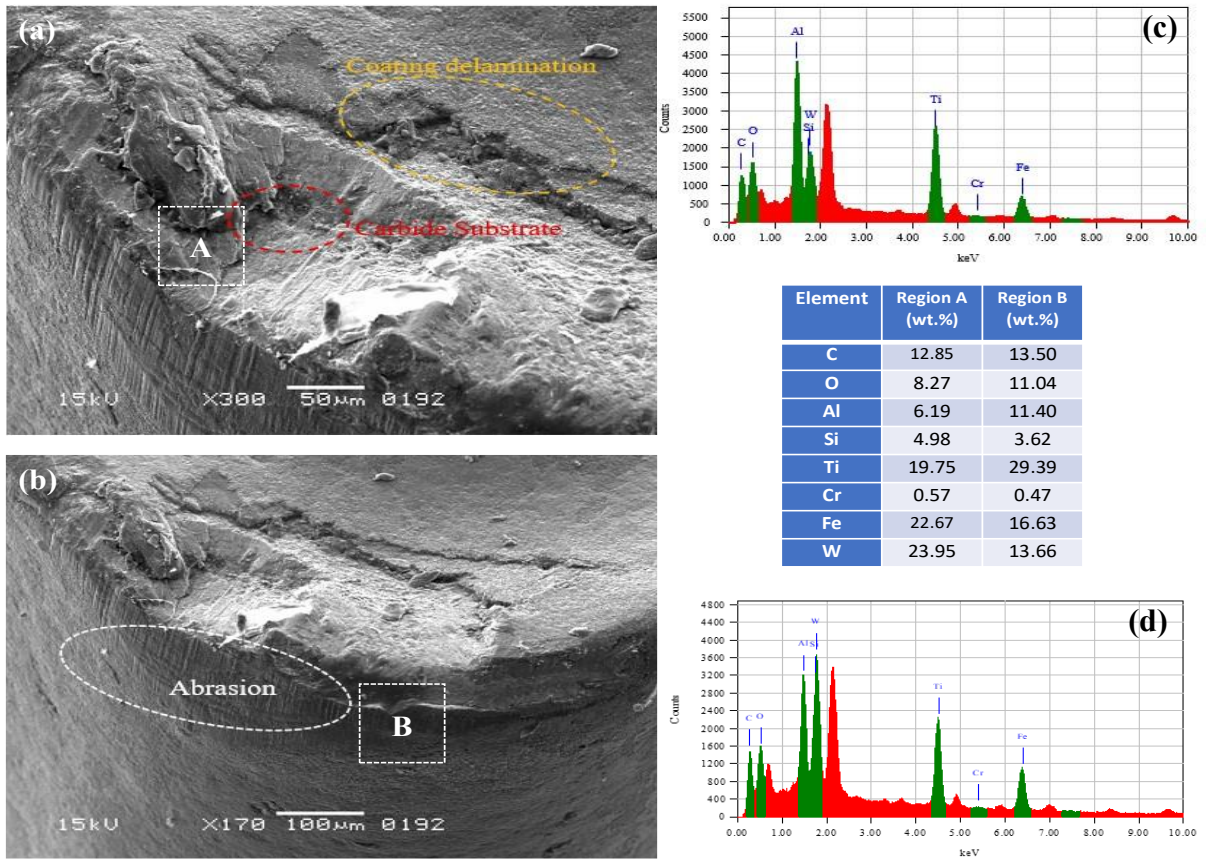 (a)
Coating delamination
A
Carbide Substrate
15kV X300 50μm 0192
(b)
Abrasion
B
15kV X170 100μm 0192
(c)
Counts
5500
5000
4500
4000
3500
3000
2500
2000
1500
1000
500
0
C
O
Al
W
Si
Ti
Cr
Fe
0.00 1.00 2.00 3.00 4.00 5.00 6.00 7.00 8.00 9.00 10.00
keV
Element Region A (wt.%) Region B (wt.%)
C 12.85 13.50
O 8.27 11.04
Al 6.19 11.40
Si 4.98 3.62
Ti 19.75 29.39
Cr 0.57 0.47
Fe 22.67 16.63
W 23.95 13.66
(d)
Counts
4800
4400
4000
3600
3200
2800
2400
2000
1600
1200
800
400
0
C
O
Al
W
Si
Ti
Cr
Fe
0.00 1.00 2.00 3.00 4.00 5.00 6.00 7.00 8.00 9.00 10.00
keV